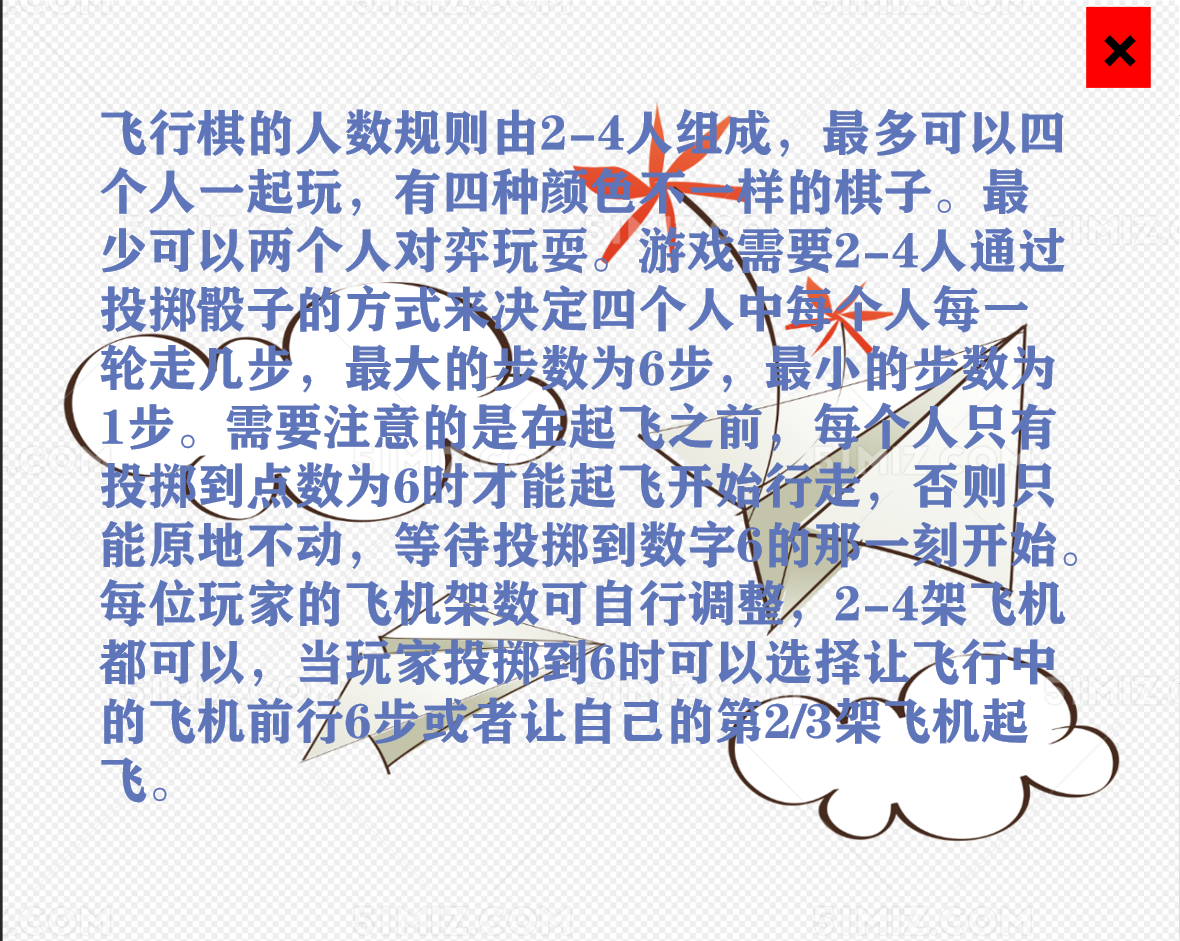 飞行棋的人数规则由2-4人组成，最多可以四
个人一起玩，有四种颜色不一样的棋子。最
少可以两个人对弈玩耍。游戏需要2-4人通过
投掷骰子的方式来决定四个人中每个人每一
轮走几步，最大的步数为6步，最小的步数为
1步。需要注意的是在起飞之前，每个人只有
投掷到点数为6时才能起飞开始行走，否则只
能原地不动，等待投掷到数字6的那一刻开始。
每位玩家的飞机架数可自行调整，2-4架飞机
都可以，当玩家投掷到6时可以选择让飞行中
的飞机前行6步或者让自己的第2/3架飞机起
飞。
51MIZ.COM